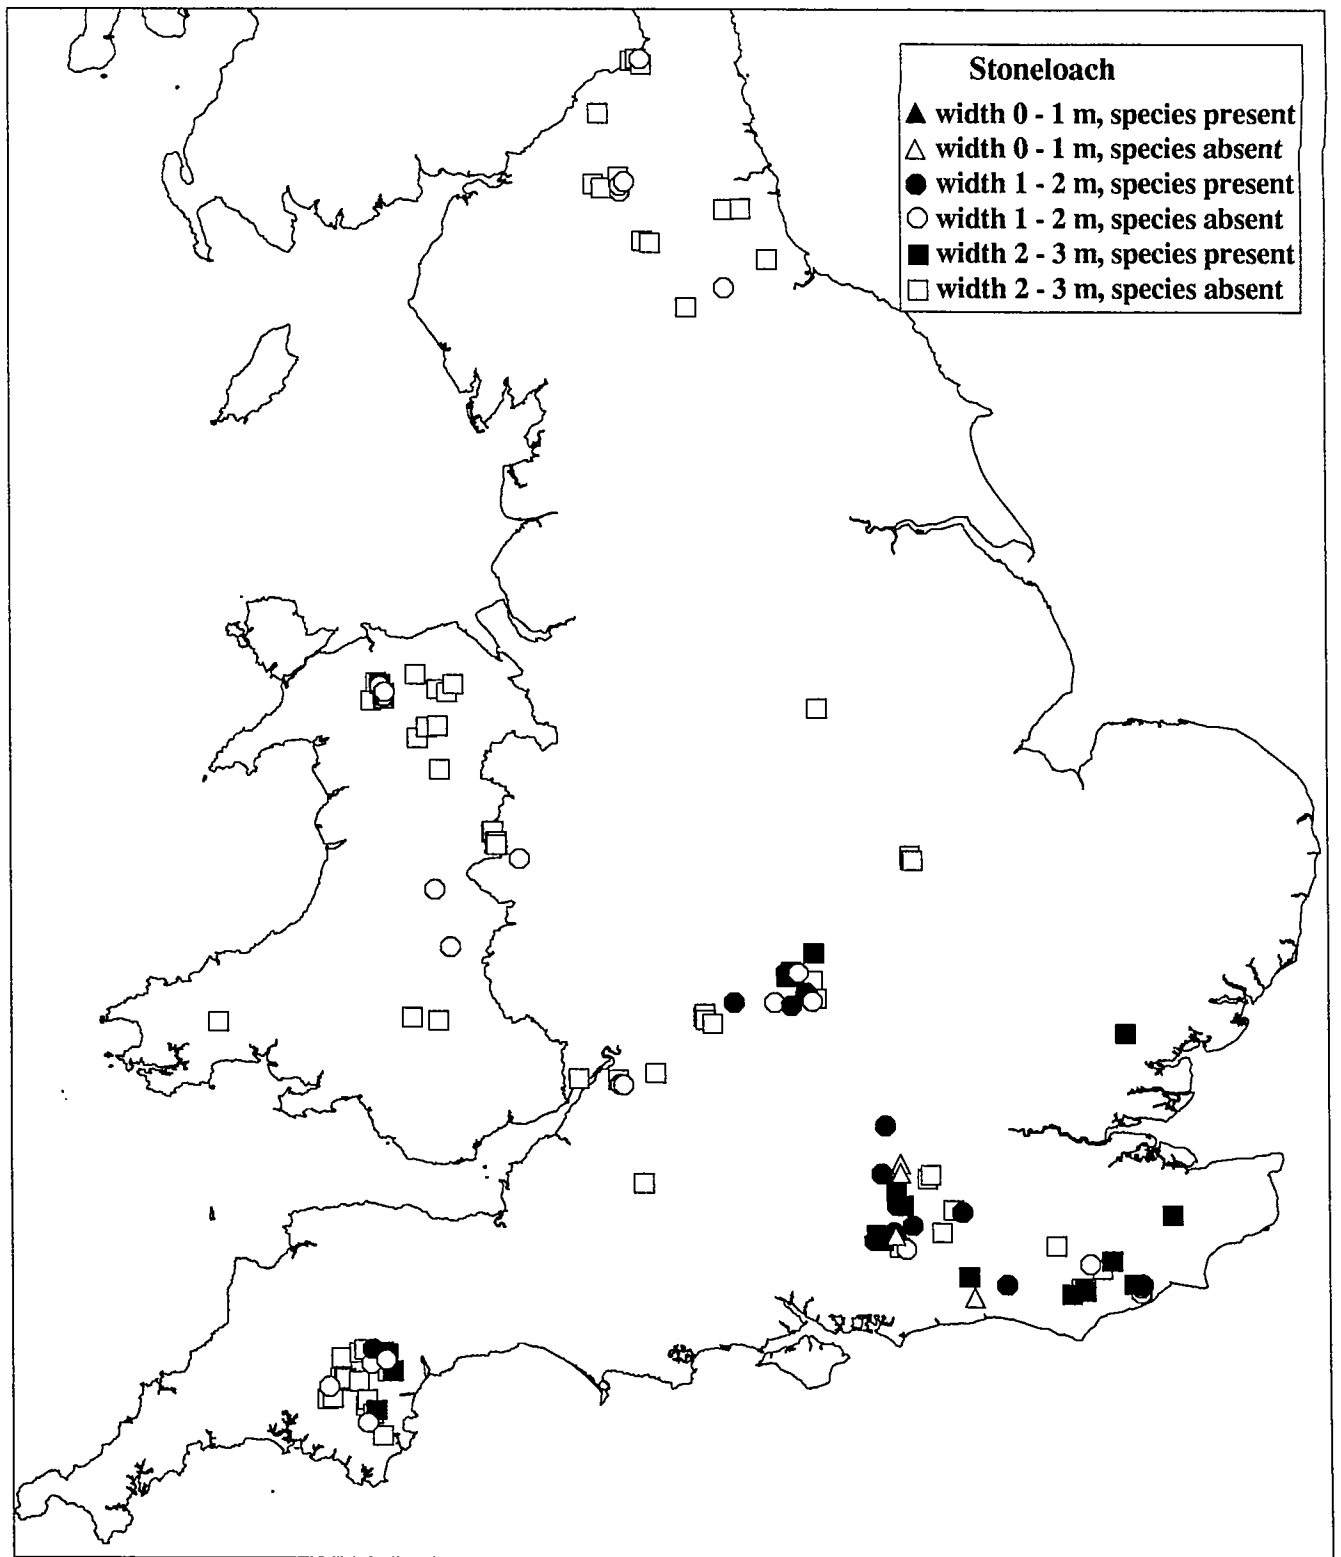 Stoneloach
width 0 - 1 m, species present
width 0 - 1 m, species absent
width 1 - 2 m, species present
width 1 - 2 m, species absent
width 2 - 3 m, species present
width 2 - 3 m, species absent